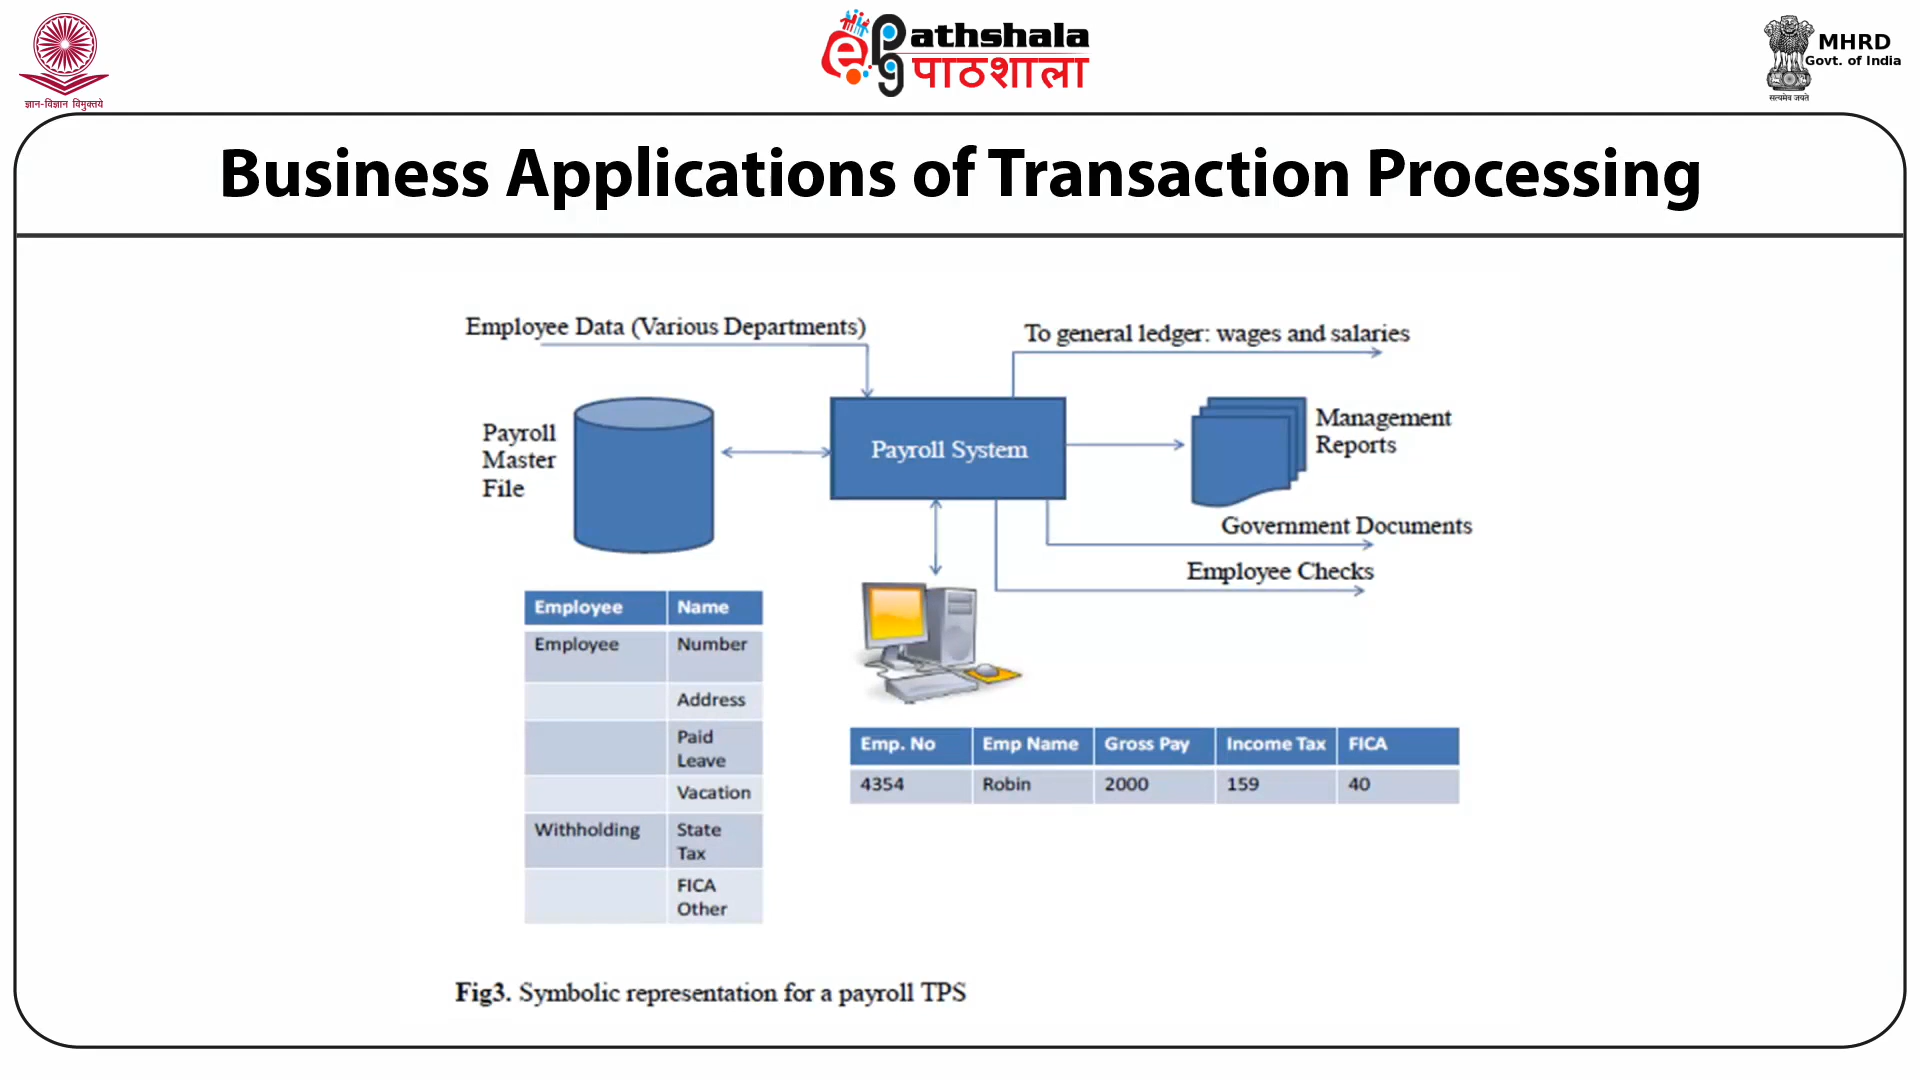 ज्ञान-विज्ञान विमुक्तये
ePathshala
पाठशाला
MHRD
Govt. of India
सत्यमेव जयते
Business Applications of Transaction Processing
Employee Data (Various Departments)
To general ledger: wages and salaries
Payroll
Master
File
Payroll System
Management
Reports
Government Documents
Employee Checks
Employee Name
Employee Number
Address
Paid
Leave
Vacation
Withholding State
Tax
FICA
Other
Emp. No Emp Name Gross Pay Income Tax FICA
4354 Robin 2000 159 40
Fig3. Symbolic representation for a payroll TPS